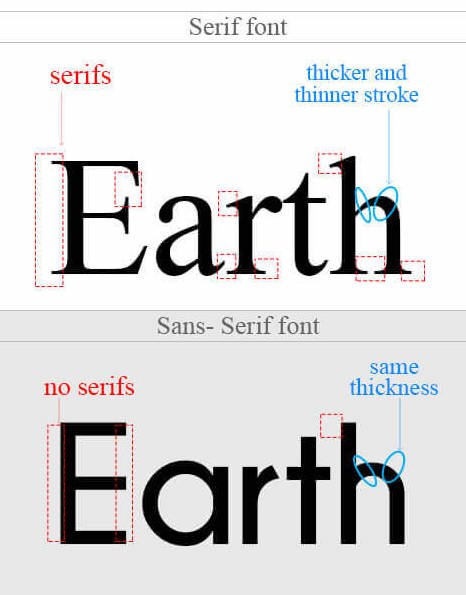 Serif font
serifs
thicker and
thinner stroke
Earth
Sans- Serif font
no serifs
same
thickness
Earth